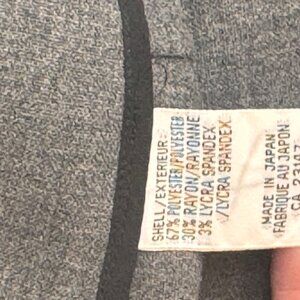 SHELL/EXTERIEUR:
67% POLYESTER/POLYESTER
30% RAYON/RAYONNE
3% LYCRA SPANDEX
/LYCRA SPANDEX
MADE IN JAPAN
FABRIQUE AU JAPON
CA